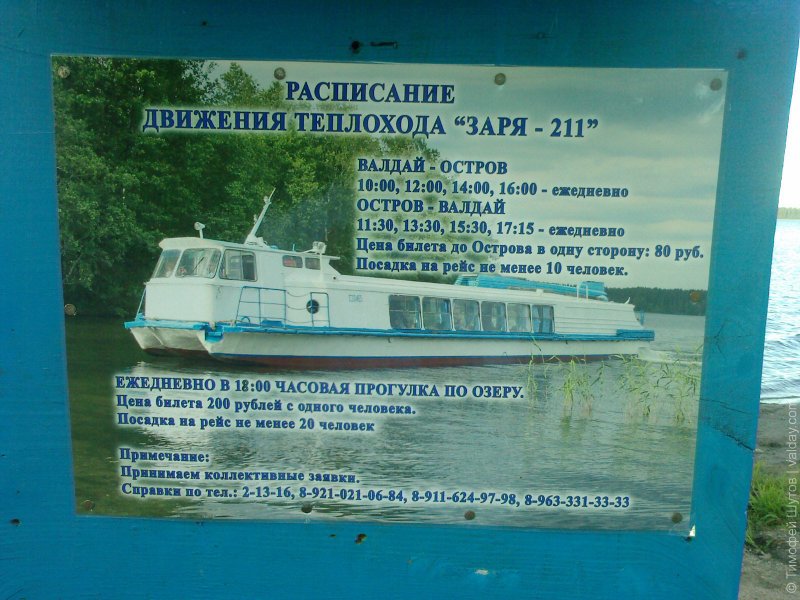 РАСПИСАНИЕ
ДВИЖЕНИЯ ТЕПЛОХОДА “ЗАРЯ - 211”
ВАЛДАЙ - ОСТРОВ
10:00, 12:00, 14:00, 16:00 - ежедневно
ОСТРОВ - ВАЛДАЙ
11:30, 13:30, 15:30, 17:15 - ежедневно
Цена билета до Острова в одну сторону: 80 руб.
Посадка на рейс не менее 10 человек.
ЕЖЕДНЕВНО В 18:00 ЧАСОВАЯ ПРОГУЛКА ПО ОЗЕРУ.
Цена билета 200 рублей с одного человека.
Посадка на рейс не менее 20 человек
Примечание:
Принимаем коллективные заявки.
Справки по тел.: 2-13-16, 8-921-021-06-84, 8-911-624-97-98, 8-963-331-33-33
© Тимофей Шутов | Valday.com